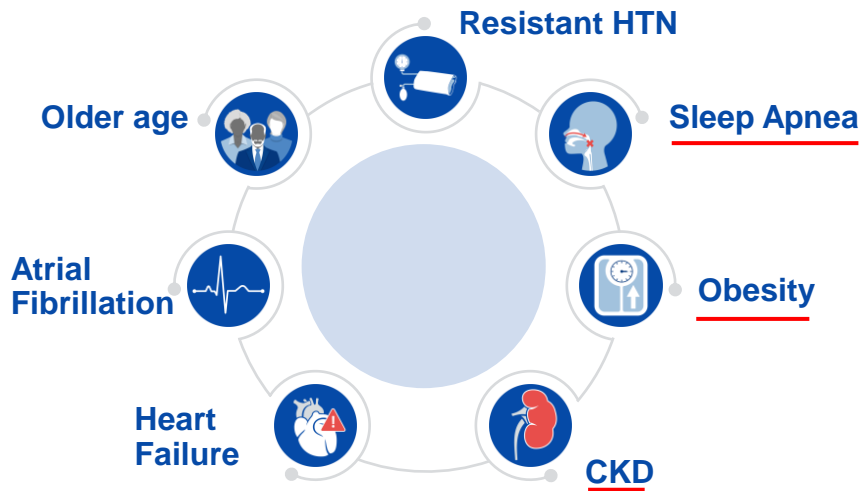 Resistant HTN
Sleep Apnea
Obesity
CKD
Heart
Failure
Atrial
Fibrillation
Older age